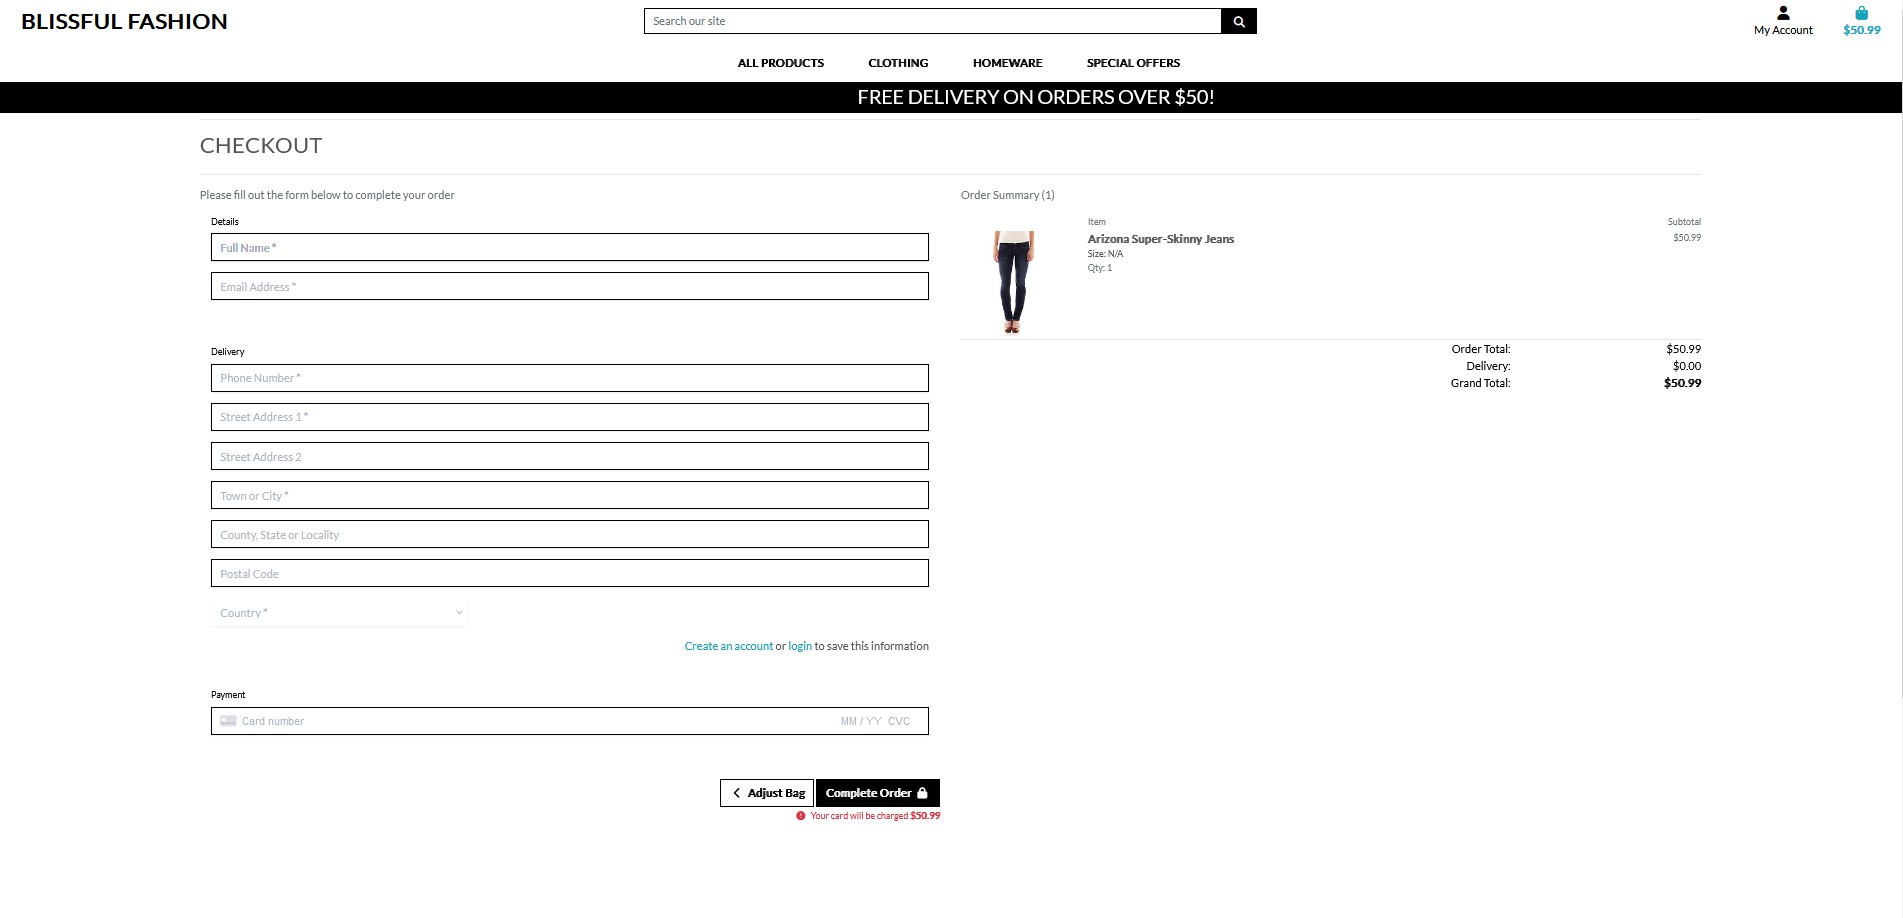 BLISSFUL FASHION
Search our site
My Account
$50.99
ALL PRODUCTS CLOTHING HOMEWARE SPECIAL OFFERS
FREE DELIVERY ON ORDERS OVER $50!
CHECKOUT
Please fill out the form below to complete your order
Details
Full Name *
Email Address *
Delivery
Phone Number *
Street Address 1 *
Street Address 2
Town or City *
County, State or Locality
Postal Code
Country *
Create an account or login to save this information
Payment
Card number MM / YY CVC
Adjust Bag Complete Order
Your card will be charged $50.99
Order Summary (1)
Item Subtotal
Arizona Super-Skinny Jeans $50.99
Size: N/A
Qty: 1
Order Total: $50.99
Delivery: $0.00
Grand Total: $50.99